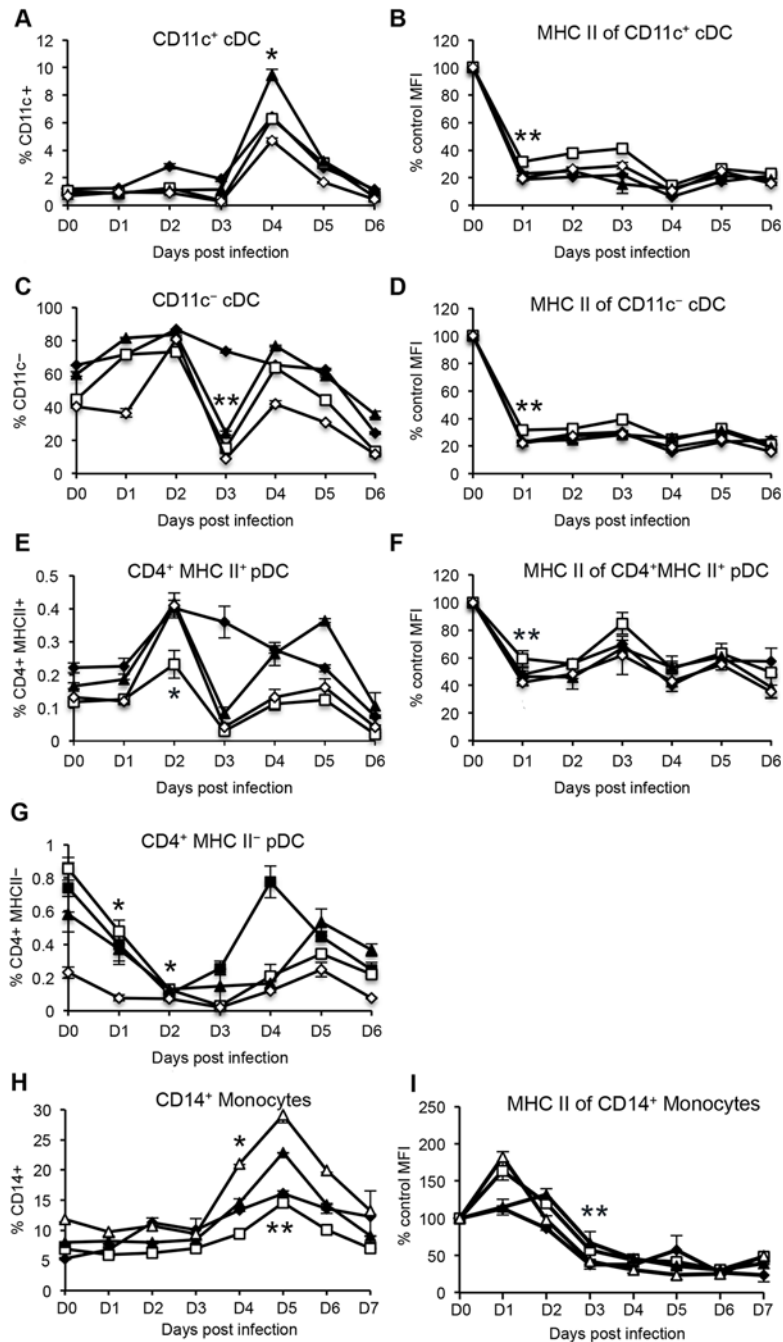 A
CD11c⁺ cDC
% CD11c+
12
10
8
6
4
2
0
*
D0 D1 D2 D3 D4 D5 D6
Days post infection
B
MHC II of CD11c⁺ cDC
% control MFI
120
100
80
60
40
20
0
**
D0 D1 D2 D3 D4 D5 D6
Days post infection
C
CD11c⁻ cDC
% CD11c−
100
80
60
40
20
0
**
D0 D1 D2 D3 D4 D5 D6
Days post infection
D
MHC II of CD11c⁻ cDC
% control MFI
120
100
80
60
40
20
0
**
D0 D1 D2 D3 D4 D5 D6
Days post infection
E
CD4⁺ MHC II⁺ pDC
% CD4+ MHCII+
0.5
0.4
0.3
0.2
0.1
0
*
D0 D1 D2 D3 D4 D5 D6
Days post infection
F
MHC II of CD4⁺MHC II⁺ pDC
% control MFI
120
100
80
60
40
20
0
**
D0 D1 D2 D3 D4 D5 D6
Days post infection
G
CD4⁺ MHC II⁻ pDC
% CD4+ MHCII−
1
0.8
0.6
0.4
0.2
0
*
*
D0 D1 D2 D3 D4 D5 D6
Days post infection
H
CD14⁺ Monocytes
% CD14+
30
25
20
15
10
5
0
*
**
D0 D1 D2 D3 D4 D5 D6 D7
Days post infection
I
MHC II of CD14⁺ Monocytes
% control MFI
250
200
150
100
50
0
**
D0 D1 D2 D3 D4 D5 D6 D7
Days post infection